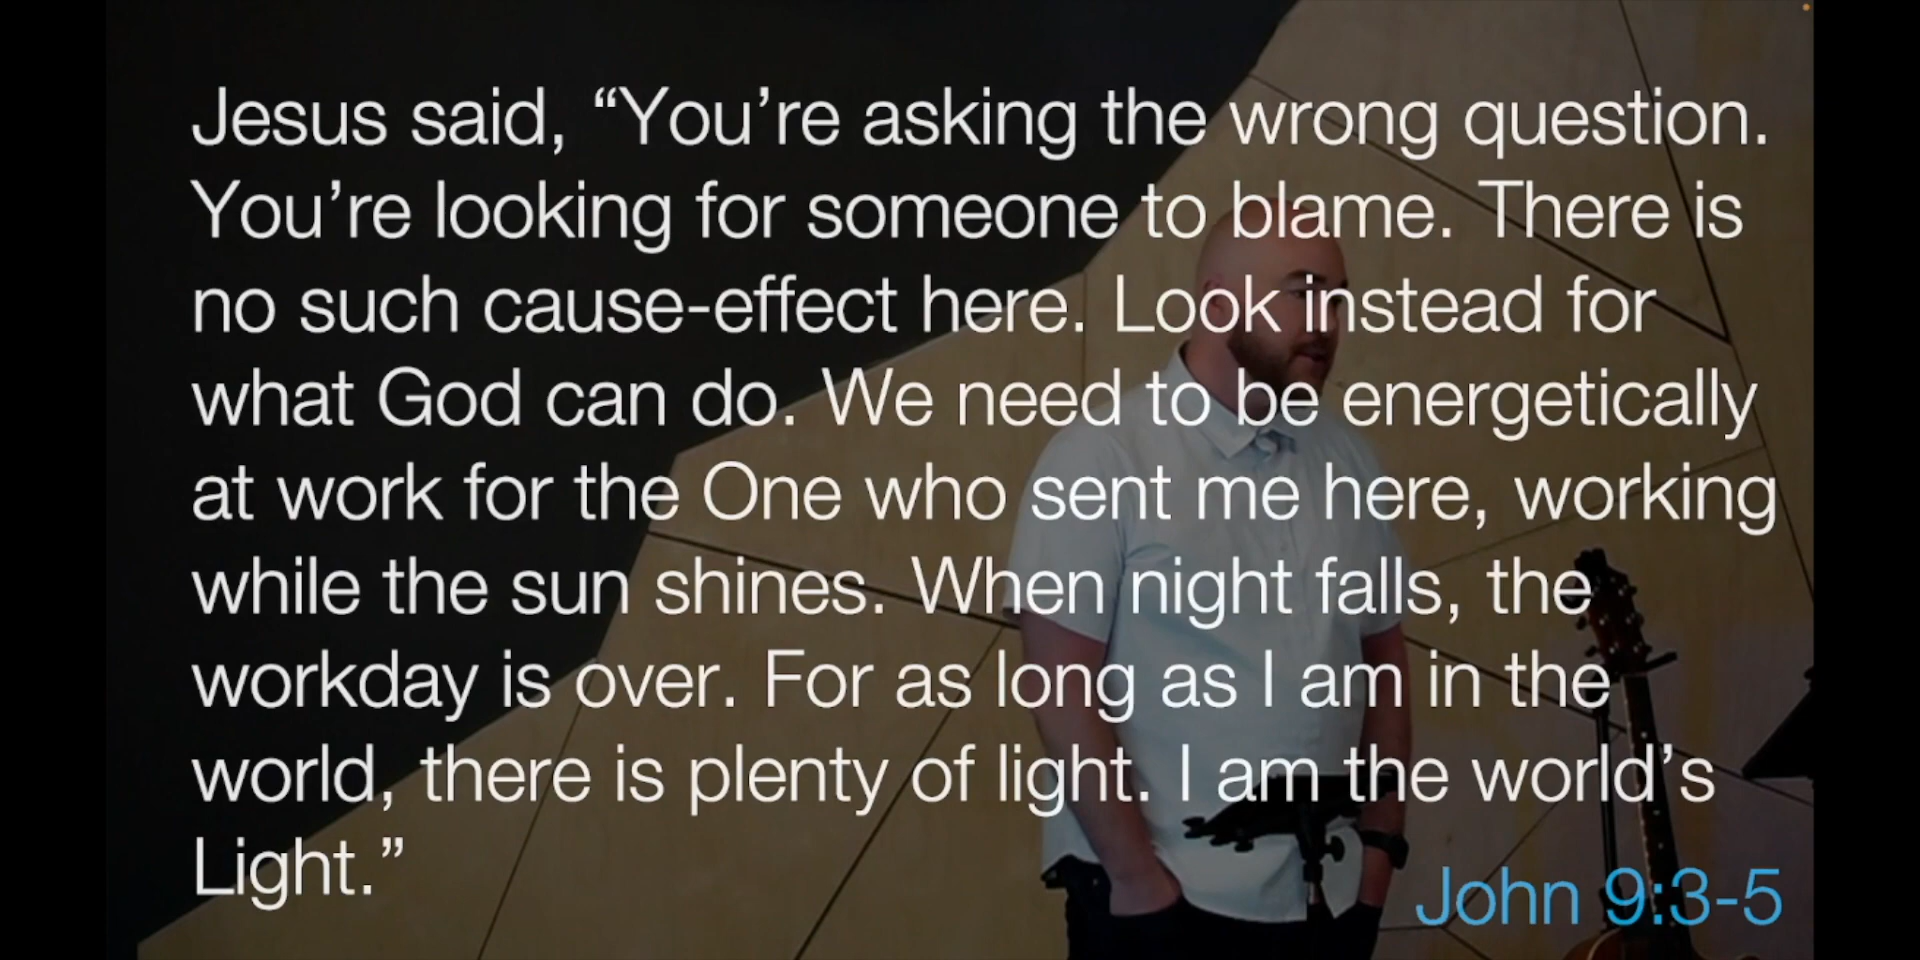 Jesus said, “You’re asking the wrong question.
You’re looking for someone to blame. There is
no such cause-effect here. Look instead for
what God can do. We need to be energetically
at work for the One who sent me here, working
while the sun shines. When night falls, the
workday is over. For as long as I am in the
world, there is plenty of light. I am the world’s
Light.”
John 9:3-5